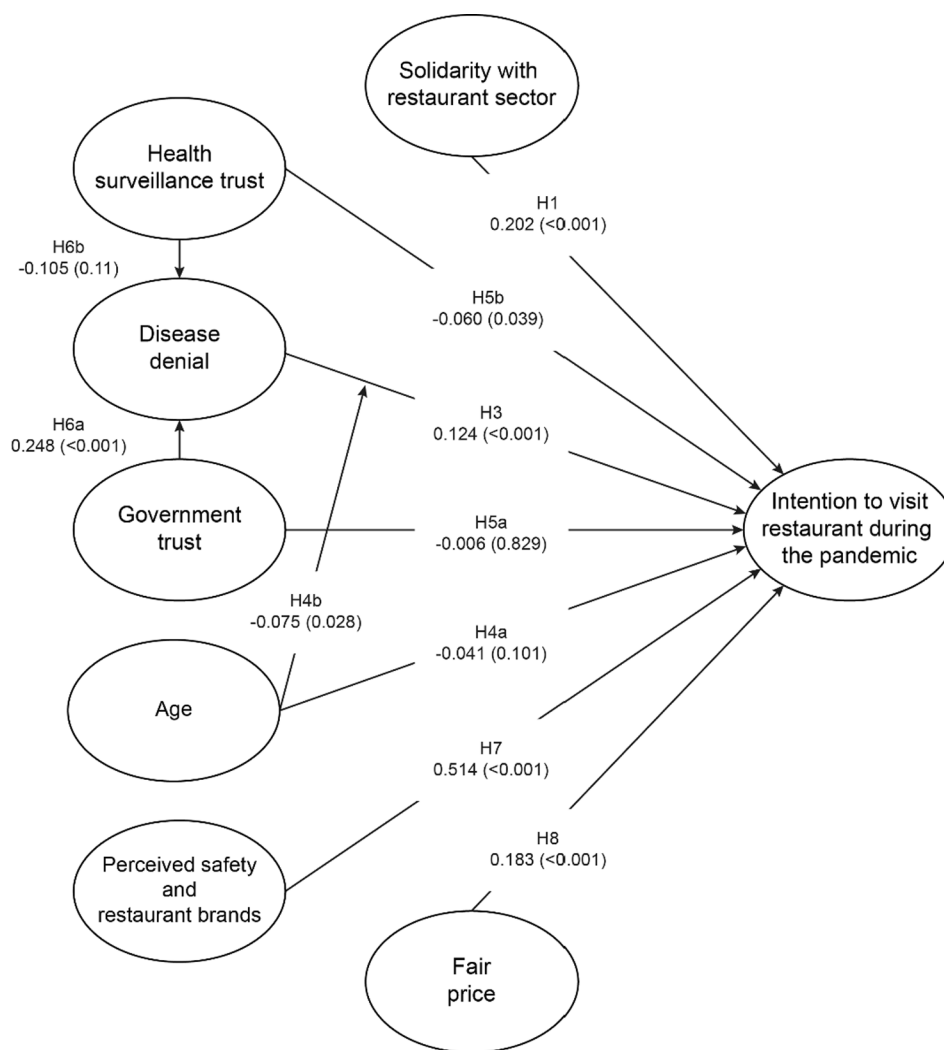 Solidarity with
restaurant sector
Health
surveillance trust
H1
0.202 (<0.001)
H6b
-0.105 (0.11)
H5b
-0.060 (0.039)
Disease
denial
H6a
0.248 (<0.001)
H3
0.124 (<0.001)
Government
trust
H5a
-0.006 (0.829)
Intention to visit
restaurant during
the pandemic
H4b
-0.075 (0.028)
H4a
-0.041 (0.101)
Age
H7
0.514 (<0.001)
Perceived safety
and
restaurant brands
H8
0.183 (<0.001)
Fair
price